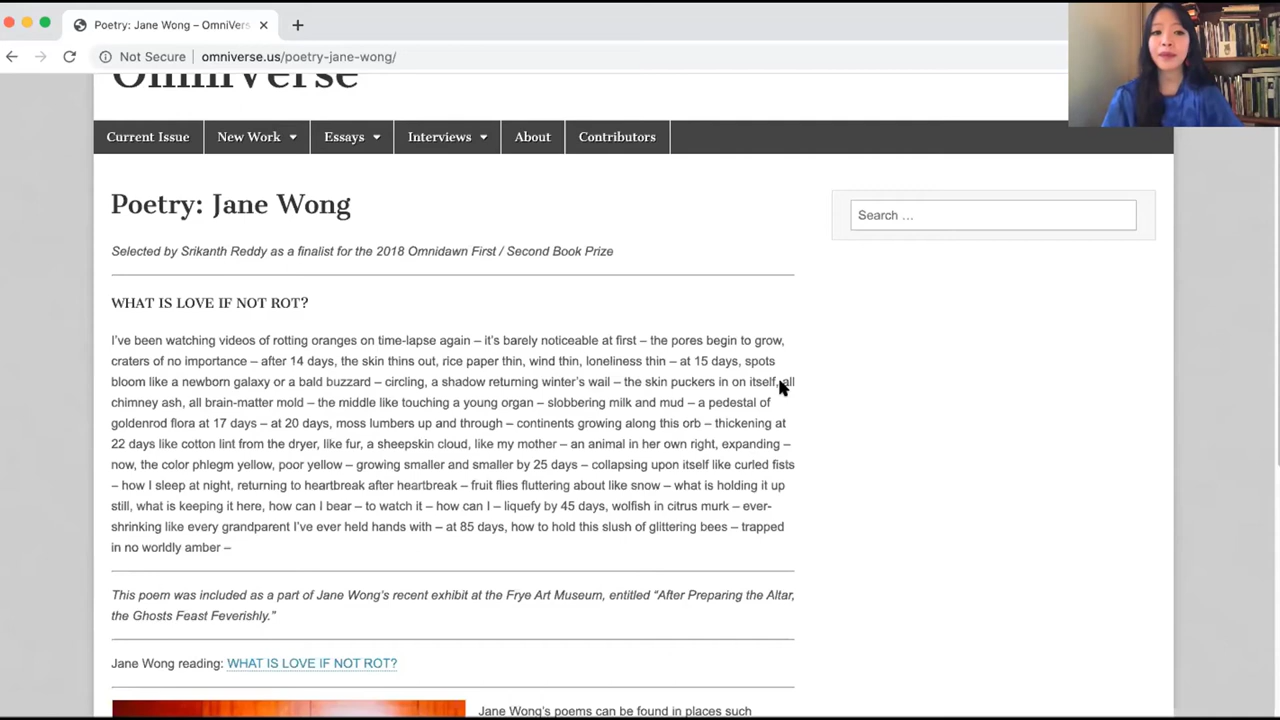 Poetry: Jane Wong – OmniVers
Not Secure | omniverse.us/poetry-jane-wong/
OmniVerse
Current Issue
New Work
Essays
Interviews
About
Contributors
Poetry: Jane Wong
Search …
Selected by Srikanth Reddy as a finalist for the 2018 Omnidawn First / Second Book Prize
WHAT IS LOVE IF NOT ROT?
I've been watching videos of rotting oranges on time-lapse again – it's barely noticeable at first – the pores begin to grow,
craters of no importance – after 14 days, the skin thins out, rice paper thin, wind thin, loneliness thin – at 15 days, spots
bloom like a newborn galaxy or a bald buzzard – circling, a shadow returning winter's wail – the skin puckers in on itself, all
chimney ash, all brain-matter mold – the middle like touching a young organ – slobbering milk and mud – a pedestal of
goldenrod flora at 17 days – at 20 days, moss lumbers up and through – continents growing along this orb – thickening at
22 days like cotton lint from the dryer, like fur, a sheepskin cloud, like my mother – an animal in her own right, expanding –
now, the color phlegm yellow, poor yellow – growing smaller and smaller by 25 days – collapsing upon itself like curled fists
– how I sleep at night, returning to heartbreak after heartbreak – fruit flies fluttering about like snow – what is holding it up
still, what is keeping it here, how can I bear – to watch it – how can I – liquefy by 45 days, wolfish in citrus murk – ever-
shrinking like every grandparent I've ever held hands with – at 85 days, how to hold this slush of glittering bees – trapped
in no worldly amber –
This poem was included as a part of Jane Wong's recent exhibit at the Frye Art Museum, entitled “After Preparing the Altar,
the Ghosts Feast Feverishly.”
Jane Wong reading: WHAT IS LOVE IF NOT ROT?
Jane Wong's poems can be found in places such